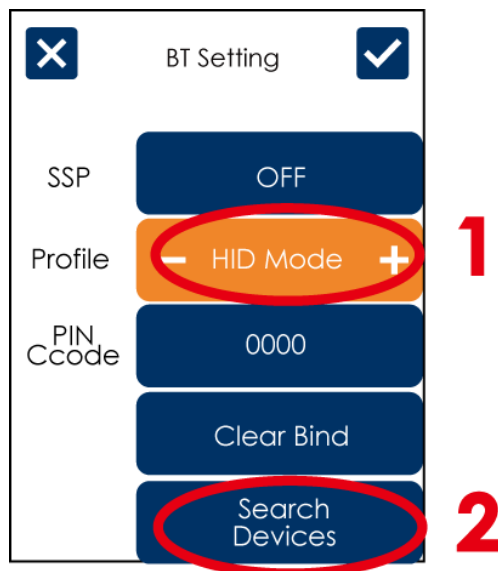 BT Setting
SSP OFF
Profile - HID Mode + 1
PIN
Ccode 0000
Clear Bind
Search
Devices 2